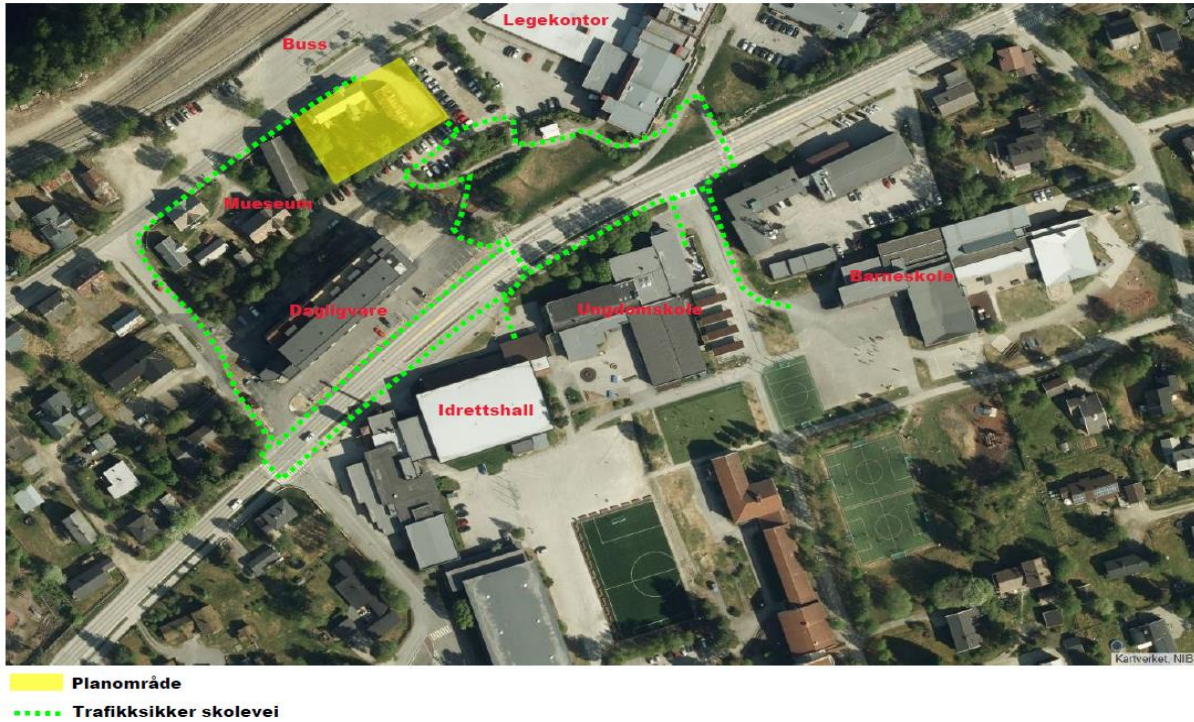 Legekontor
Buss
Mueseum
Dagligvare
Ungdomskole
Barneskole
Idrettshall
Kartverket, NIB
Planområde
Trafikksikker skolevei